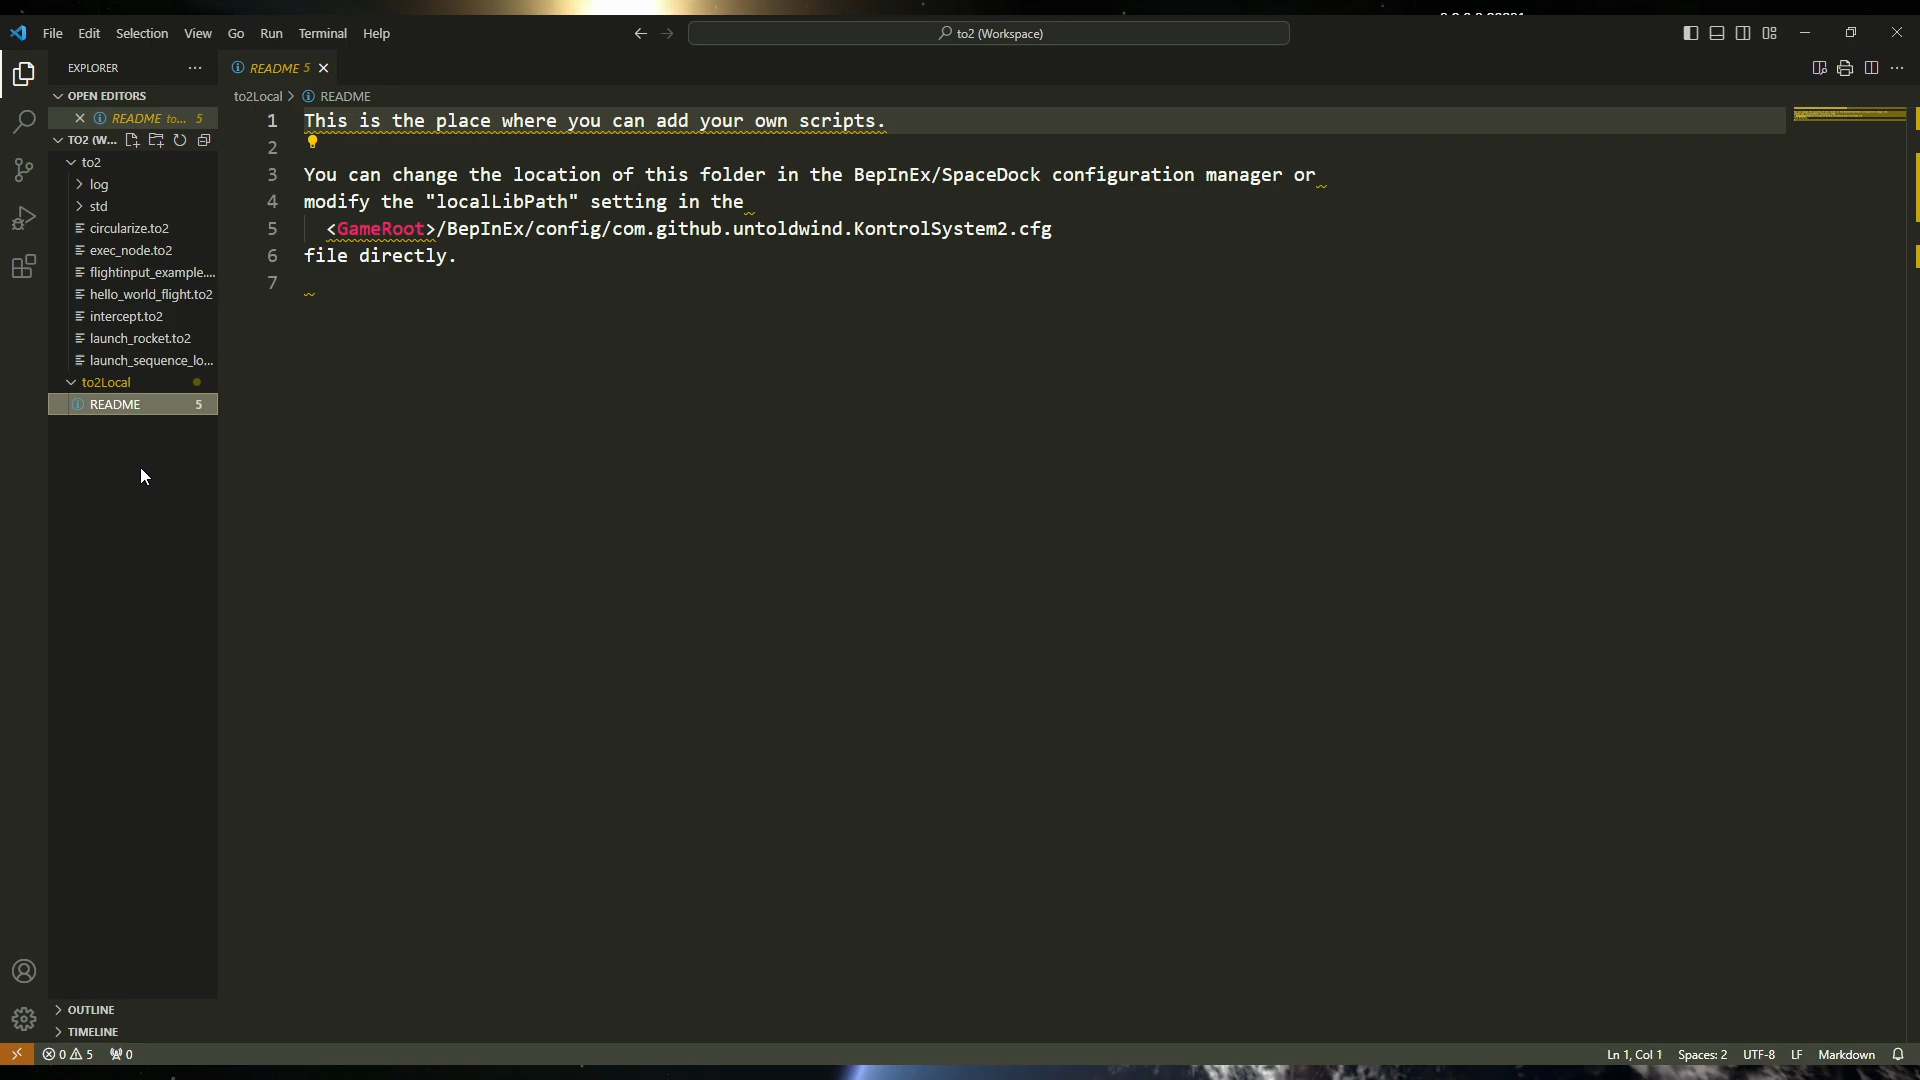 File Edit Selection View Go Run Terminal Help
to2 (Workspace)
EXPLORER
README 5
OPEN EDITORS
README to... 5
TO2 (W...
to2
log
std
circularize.to2
exec_node.to2
flightinput_example....
hello_world_flight.to2
intercept.to2
launch_rocket.to2
launch_sequence_lo...
to2Local
README 5
OUTLINE
TIMELINE
to2Local > README
1 This is the place where you can add your own scripts.
2
3 You can change the location of this folder in the BepInEx/SpaceDock configuration manager or
4 modify the "localLibPath" setting in the
5 <GameRoot>/BepInEx/config/com.github.untoldwind.KontrolSystem2.cfg
6 file directly.
7
0 5 0
Ln 1, Col 1 Spaces: 2 UTF-8 LF Markdown